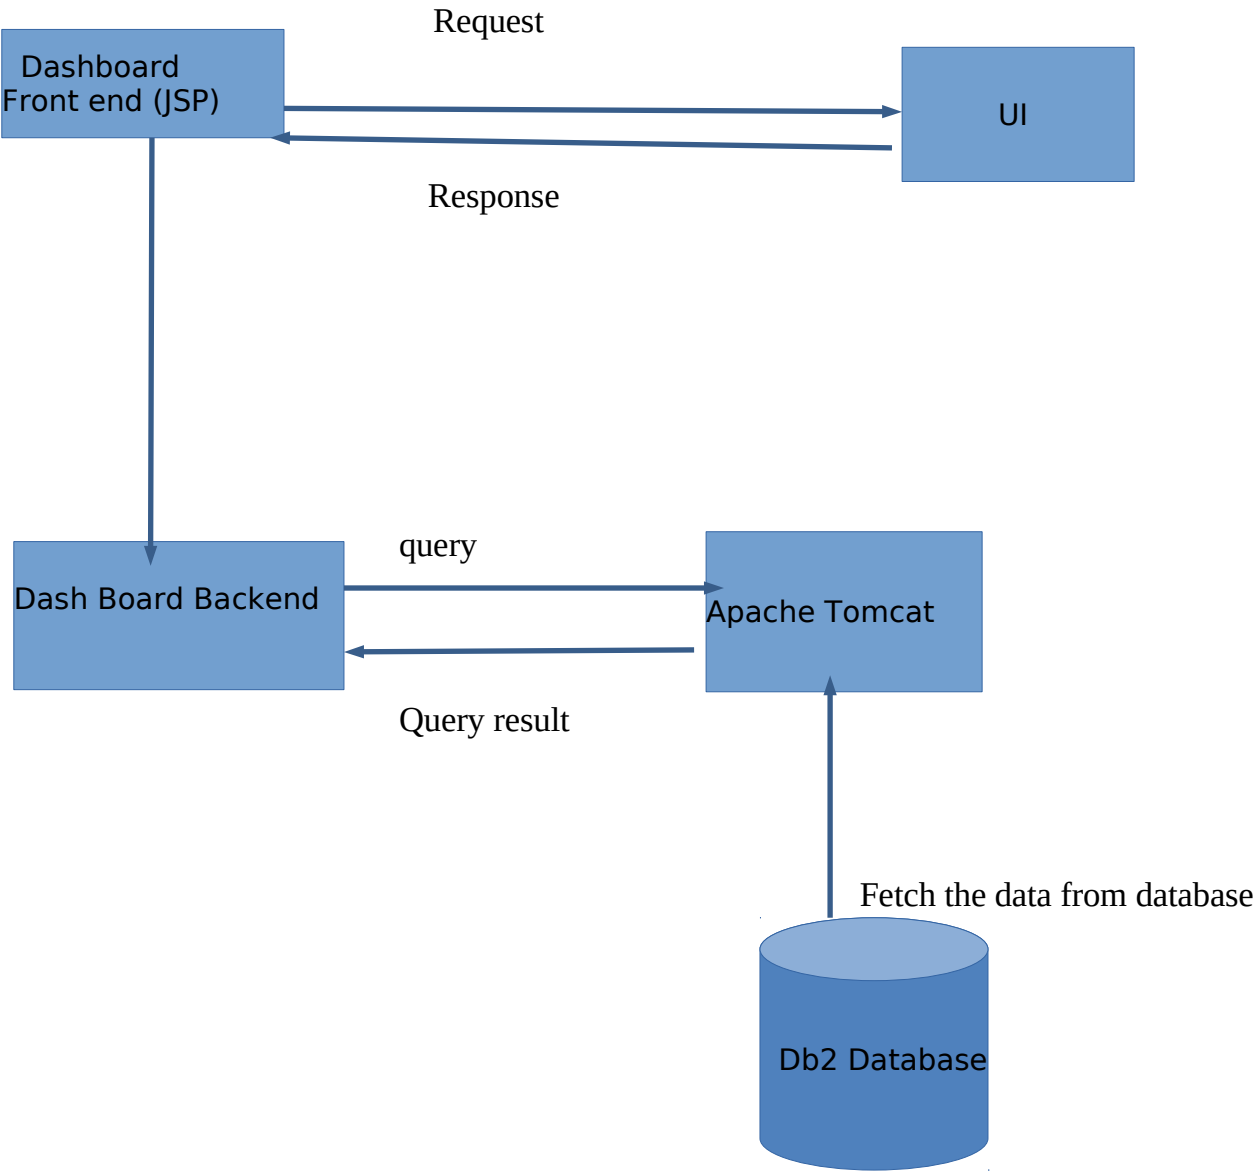 Request
Dashboard
Front end (JSP)
UI
Response
query
Dash Board Backend
Apache Tomcat
Query result
Fetch the data from database
Db2 Database